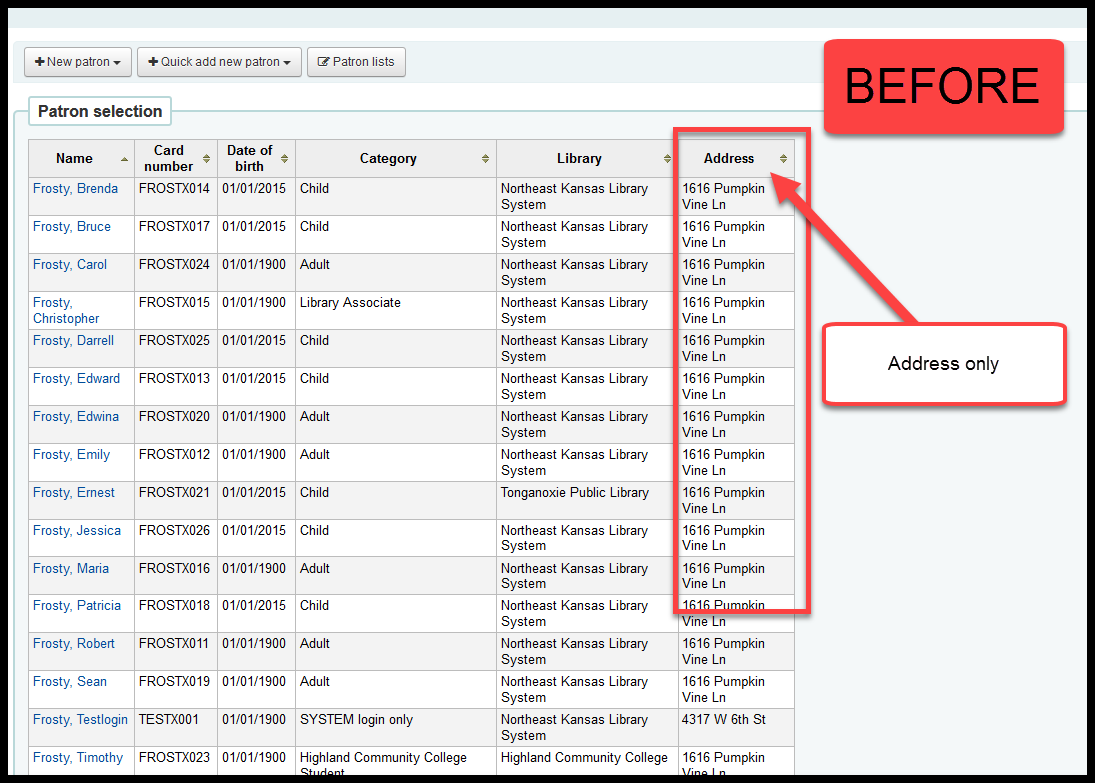 New patron
Quick add new patron
Patron lists
BEFORE
Patron selection
Name Card number Date of birth Category Library Address
Frosty, Brenda FROSTX014 01/01/2015 Child Northeast Kansas Library System 1616 Pumpkin Vine Ln
Frosty, Bruce FROSTX017 01/01/2015 Child Northeast Kansas Library System 1616 Pumpkin Vine Ln
Frosty, Carol FROSTX024 01/01/1900 Adult Northeast Kansas Library System 1616 Pumpkin Vine Ln
Frosty, Christopher FROSTX015 01/01/1900 Library Associate Northeast Kansas Library System 1616 Pumpkin Vine Ln
Frosty, Darrell FROSTX025 01/01/2015 Child Northeast Kansas Library System 1616 Pumpkin Vine Ln
Address only
Frosty, Edward FROSTX013 01/01/2015 Child Northeast Kansas Library System 1616 Pumpkin Vine Ln
Frosty, Edwina FROSTX020 01/01/1900 Adult Northeast Kansas Library System 1616 Pumpkin Vine Ln
Frosty, Emily FROSTX012 01/01/1900 Adult Northeast Kansas Library System 1616 Pumpkin Vine Ln
Frosty, Ernest FROSTX021 01/01/2015 Child Tonganoxie Public Library 1616 Pumpkin Vine Ln
Frosty, Jessica FROSTX026 01/01/2015 Child Northeast Kansas Library System 1616 Pumpkin Vine Ln
Frosty, Maria FROSTX016 01/01/1900 Adult Northeast Kansas Library System 1616 Pumpkin Vine Ln
Frosty, Patricia FROSTX018 01/01/2015 Child Northeast Kansas Library System 1616 Pumpkin Vine Ln
Frosty, Robert FROSTX011 01/01/1900 Adult Northeast Kansas Library System 1616 Pumpkin Vine Ln
Frosty, Sean FROSTX019 01/01/1900 Adult Northeast Kansas Library System 1616 Pumpkin Vine Ln
Frosty, Testlogin TESTX001 01/01/1900 SYSTEM login only Northeast Kansas Library System 4317 W 6th St
Frosty, Timothy FROSTX023 01/01/1900 Highland Community College Student Highland Community College 1616 Pumpkin Vine Ln